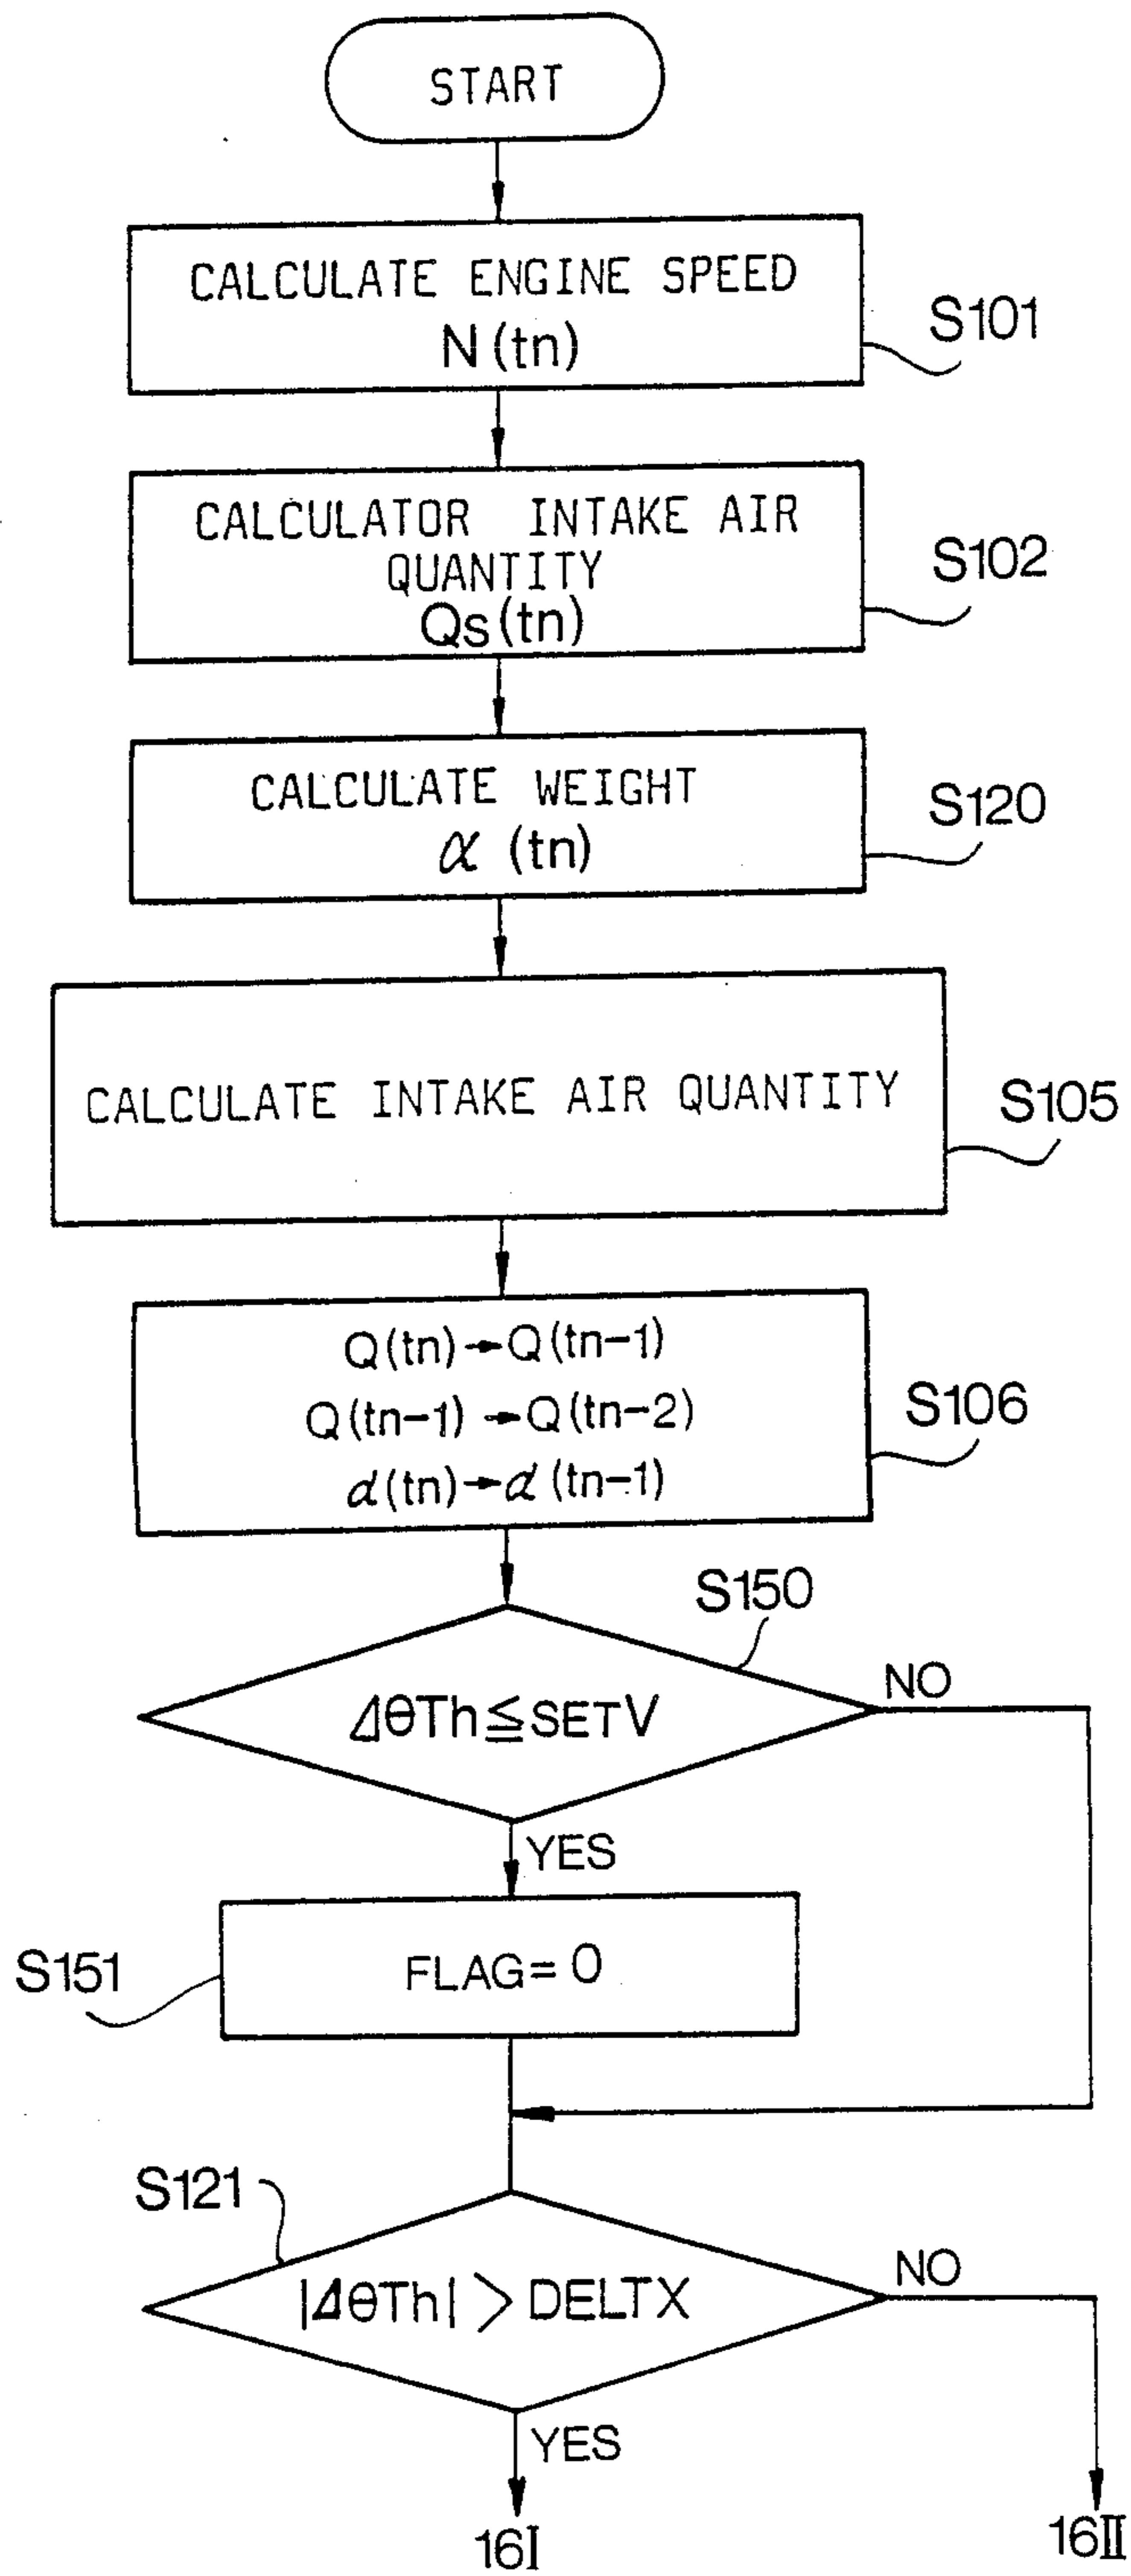 START
CALCULATE ENGINE SPEED
N (tn)
S101
CALCULATOR INTAKE AIR
QUANTITY
Qs (tn)
S102
CALCULATE WEIGHT
α (tn)
S120
CALCULATE INTAKE AIR QUANTITY
S105
Q (tn) → Q (tn-1)
Q (tn-1) → Q (tn-2)
α (tn) → α (tn-1)
S106
S150
ΔθTh ≦ SETV
NO
YES
FLAG = 0
S151
S121
|ΔθTh| > DELTX
NO
YES
16I
16II